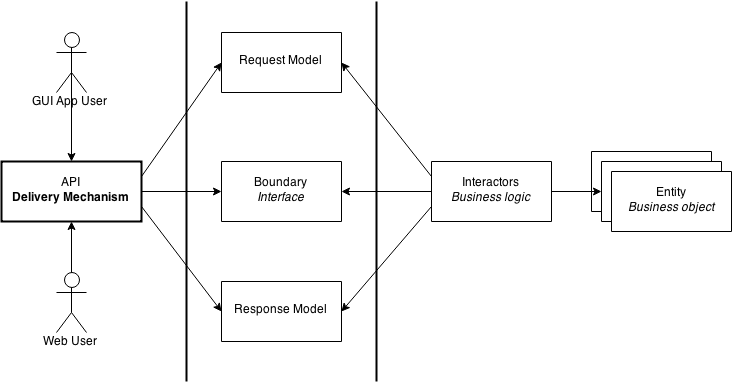 GUI App User
API
Delivery Mechanism
Web User
Request Model
Boundary
Interface
Response Model
Interactors
Business logic
Entity
Business object